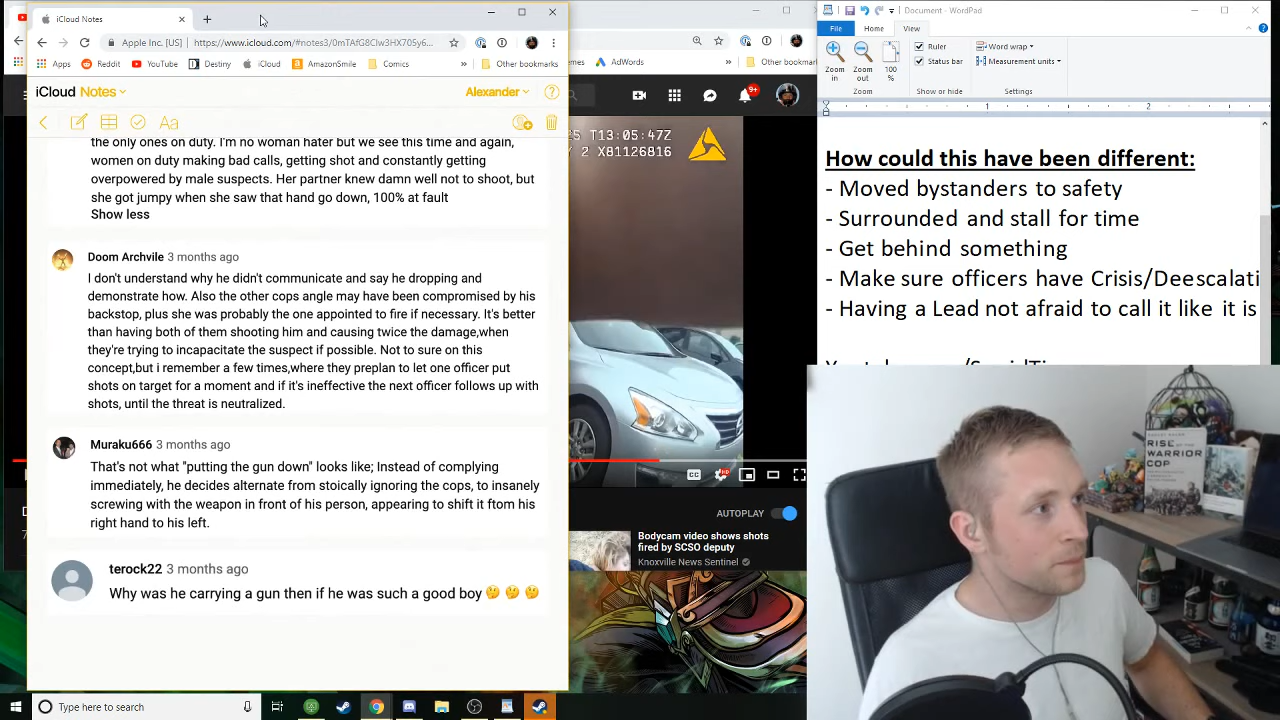 iCloud Notes
Document - WordPad
Apple Inc. [US]
https://www.icloud.com/#notes3/0mTAfG8Clw3HX705y6...
File
Home
View
Apps
Reddit
YouTube
Destiny
iCloud
AmazonSmile
Comics
Other bookmarks
AdWords
Other bookmarks
Zoom in
Zoom out
100 %
Ruler
Status bar
Show or hide
Word wrap
Measurement units
Settings
iCloud Notes
Alexander
9+
1
2
the only ones on duty. I'm no woman hater but we see this time and again,
women on duty making bad calls, getting shot and constantly getting
overpowered by male suspects. Her partner knew damn well not to shoot, but
she got jumpy when she saw that hand go down, 100% at fault
Show less
Doom Archvile 3 months ago
I don't understand why he didn't communicate and say he dropping and
demonstrate how. Also the other cops angle may have been compromised by his
backstop, plus she was probably the one appointed to fire if necessary. It's better
than having both of them shooting him and causing twice the damage,when
they're trying to incapacitate the suspect if possible. Not to sure on this
concept,but i remember a few times,where they preplan to let one officer put
shots on target for a moment and if it's ineffective the next officer follows up with
shots, until the threat is neutralized.
Muraku666 3 months ago
That's not what "putting the gun down" looks like; Instead of complying
immediately, he decides alternate from stoically ignoring the cops, to insanely
screwing with the weapon in front of his person, appearing to shift it ftom his
right hand to his left.
terock22 3 months ago
Why was he carrying a gun then if he was such a good boy 🤔 🤔 🤔
T13:05:47Z
2 X81126816
CC
HD
AUTOPLAY
Bodycam video shows shots
fired by SCSO deputy
Knoxville News Sentinel
How could this have been different:
- Moved bystanders to safety
- Surrounded and stall for time
- Get behind something
- Make sure officers have Crisis/Deescalati
- Having a Lead not afraid to call it like it is
RISE OF THE
WARRIOR
COP
Type here to search